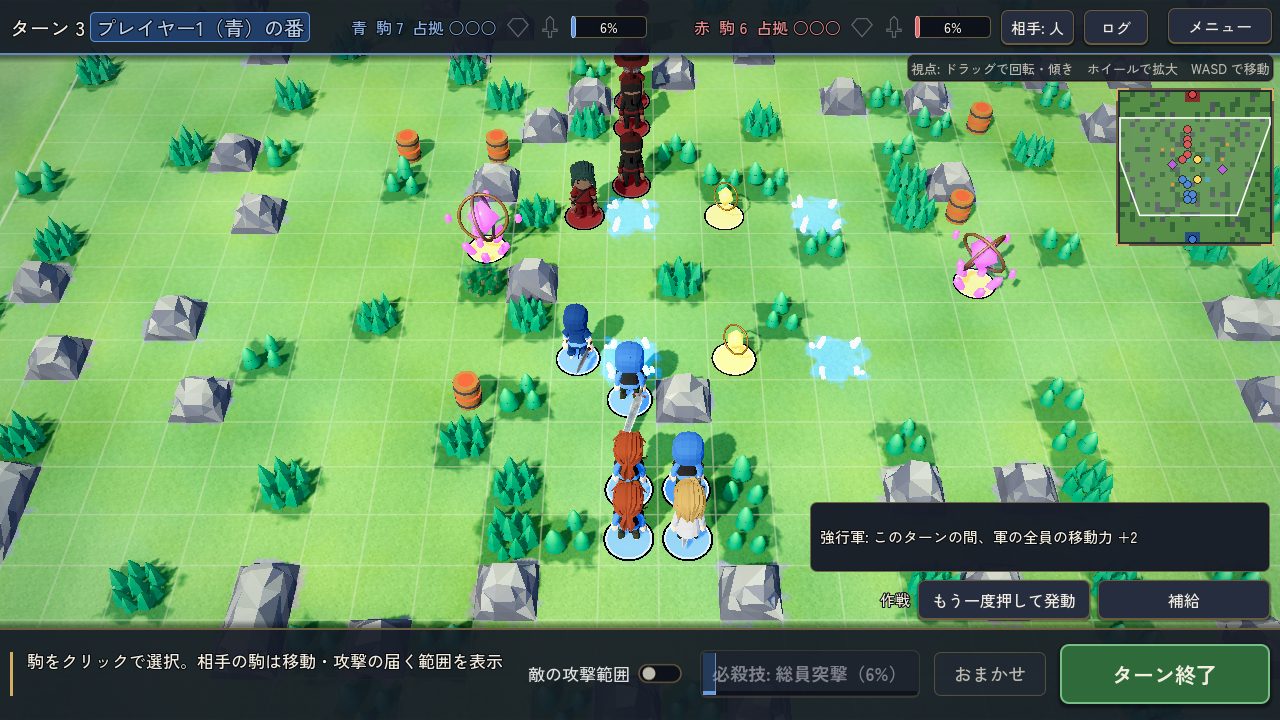 ターン 3 プレイヤー1（青）の番
青 駒 7 占拠 〇〇〇 6%
赤 駒 6 占拠 〇〇〇 6%
相手: 人
ログ
メニュー
視点: ドラッグで回転・傾き ホイールで拡大 WASD で移動
強行軍: このターンの間、軍の全員の移動力 +2
作戦
もう一度押して発動
補給
駒をクリックで選択。相手の駒は移動・攻撃の届く範囲を表示
敵の攻撃範囲
必殺技: 総員突撃（6%）
おまかせ
ターン終了